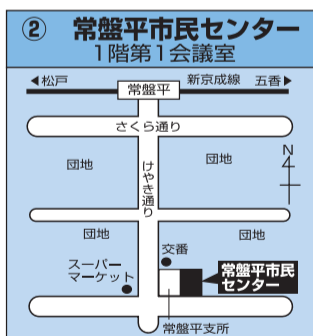 ② 常盤平市民センター
1階第1会議室
◀松戸 新京成線 五香▶
常盤平
さくら通り
団地 団地
けやき通り
N
団地 団地
交番
スーパー
マーケット
常盤平市民
センター
常盤平支所